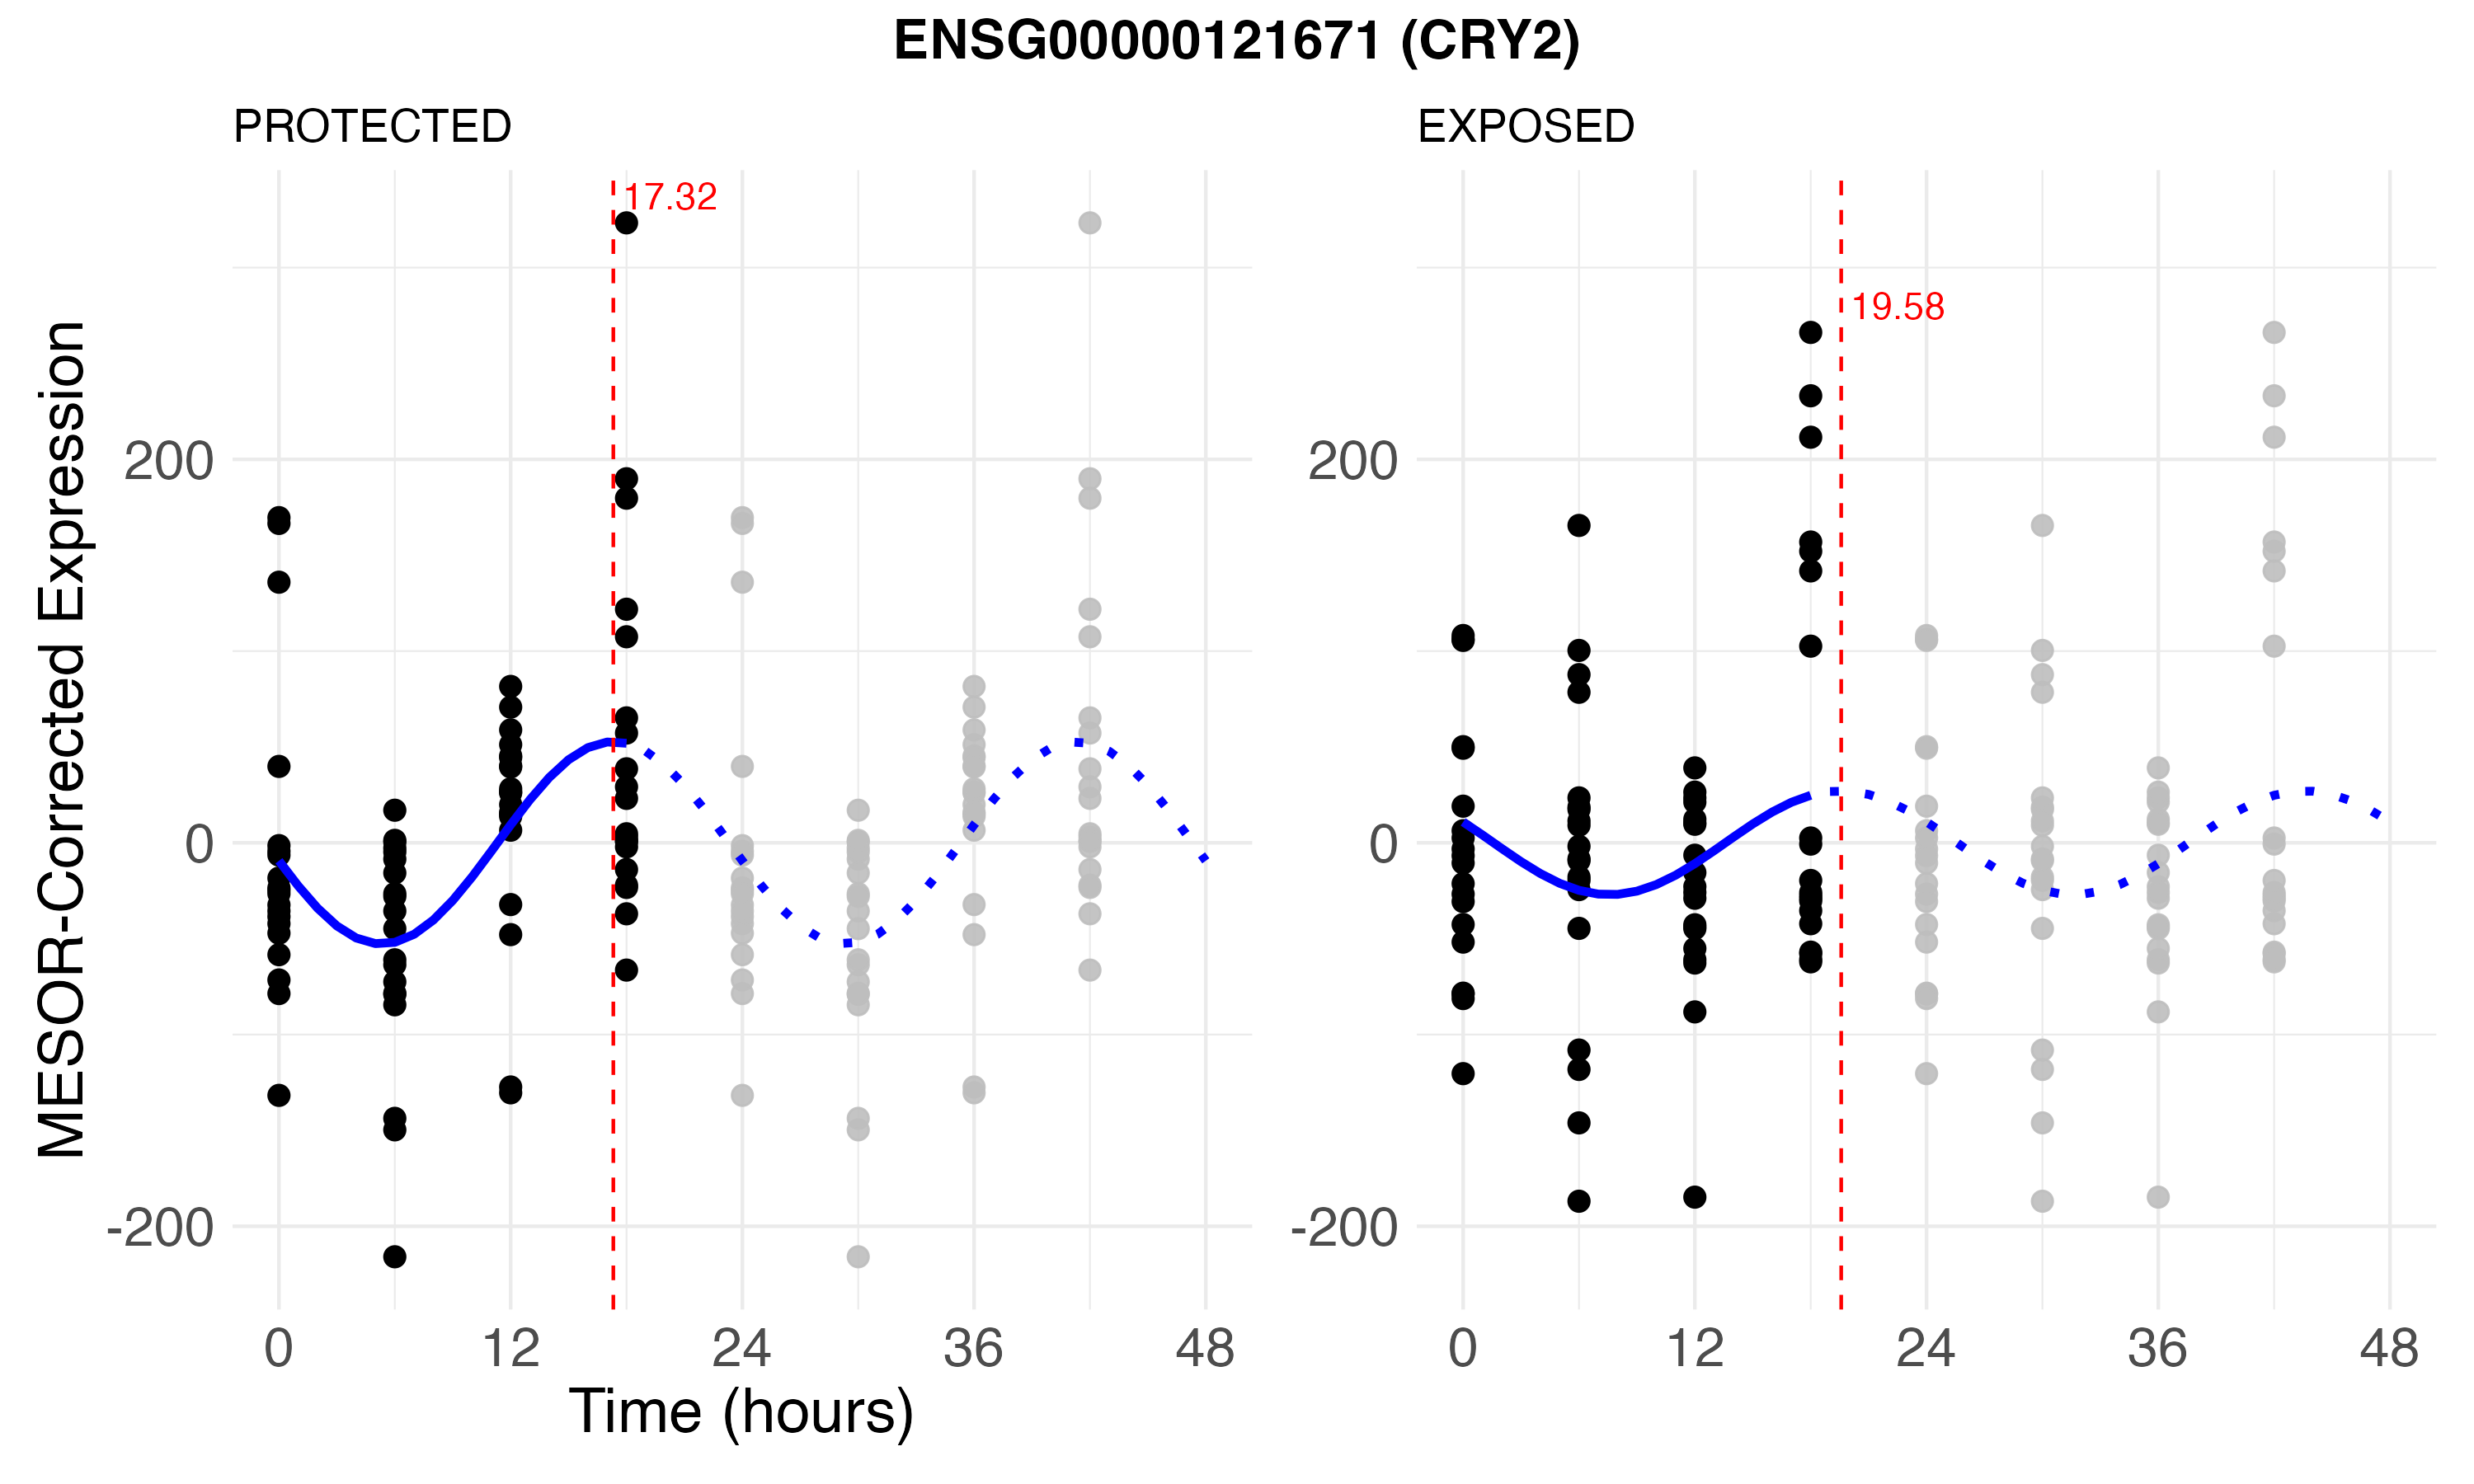 ENSG00000121671 (CRY2)
PROTECTED
EXPOSED
17.32
19.58
MESOR-Corrected Expression
200
0
-200
200
0
-200
0 12 24 36 48
0 12 24 36 48
Time (hours)